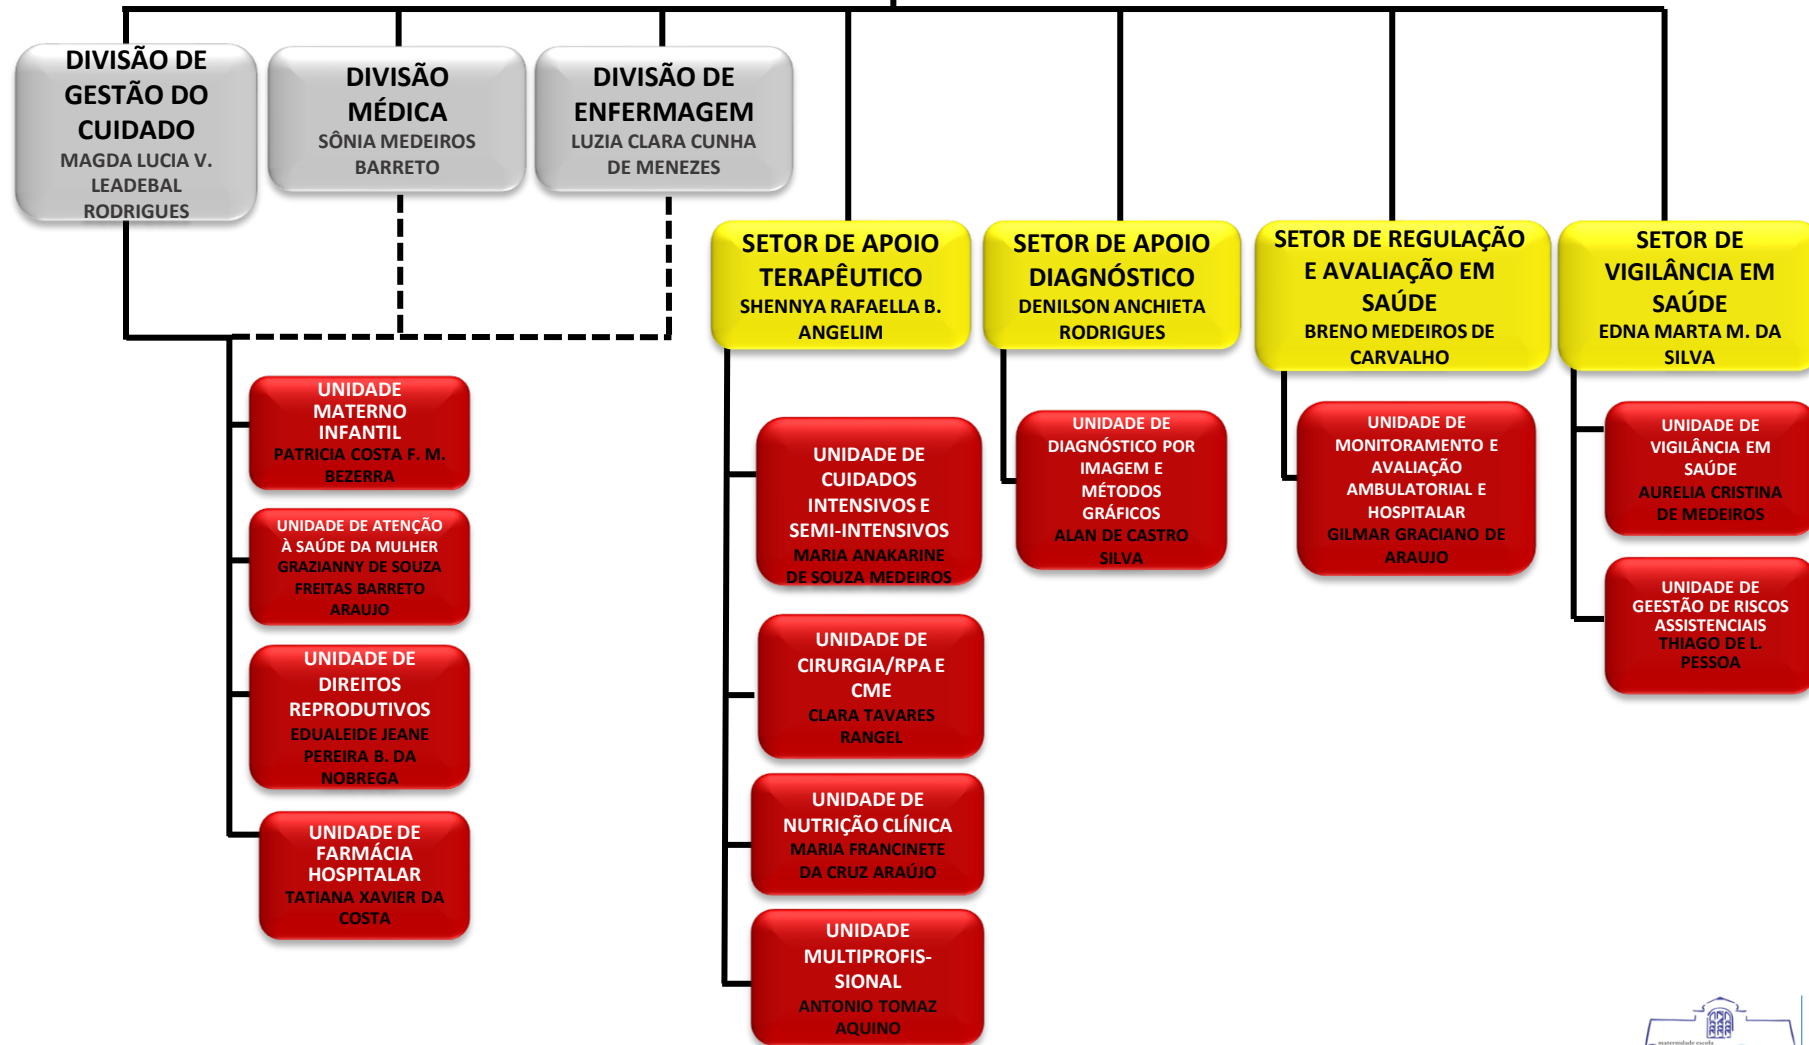 DIVISÃO DE
GESTÃO DO
CUIDADO
MAGDA LUCIA V.
LEADEBAL
RODRIGUES
DIVISÃO
MÉDICA
SÔNIA MEDEIROS
BARRETO
DIVISÃO DE
ENFERMAGEM
LUZIA CLARA CUNHA
DE MENEZES
SETOR DE APOIO
TERAPÊUTICO
SHENNYA RAFAELLA B.
ANGELIM
SETOR DE APOIO
DIAGNÓSTICO
DENILSON ANCHIETA
RODRIGUES
SETOR DE REGULAÇÃO
E AVALIAÇÃO EM
SAÚDE
BRENO MEDEIROS DE
CARVALHO
SETOR DE
VIGILÂNCIA EM
SAÚDE
EDNA MARTA M. DA
SILVA
UNIDADE
MATERNO
INFANTIL
PATRICIA COSTA F. M.
BEZERRA
UNIDADE DE ATENÇÃO
À SAÚDE DA MULHER
GRAZIANNY DE SOUZA
FREITAS BARRETO
ARAUJO
UNIDADE DE
DIREITOS
REPRODUTIVOS
EDUALEIDE JEANE
PEREIRA B. DA
NOBREGA
UNIDADE DE
FARMÁCIA
HOSPITALAR
TATIANA XAVIER DA
COSTA
UNIDADE DE
CUIDADOS
INTENSIVOS E
SEMI-INTENSIVOS
MARIA ANAKARINE
DE SOUZA MEDEIROS
UNIDADE DE
CIRURGIA/RPA E
CME
CLARA TAVARES
RANGEL
UNIDADE DE
NUTRIÇÃO CLÍNICA
MARIA FRANCINETE
DA CRUZ ARAÚJO
UNIDADE
MULTIPROFIS-
SIONAL
ANTONIO TOMAZ
AQUINO
UNIDADE DE
DIAGNÓSTICO POR
IMAGEM E
MÉTODOS
GRÁFICOS
ALAN DE CASTRO
SILVA
UNIDADE DE
MONITORAMENTO E
AVALIAÇÃO
AMBULATORIAL E
HOSPITALAR
GILMAR GRACIANO DE
ARAUJO
UNIDADE DE
VIGILÂNCIA EM
SAÚDE
AURELIA CRISTINA
DE MEDEIROS
UNIDADE DE
GEESTÃO DE RISCOS
ASSISTENCIAIS
THIAGO DE L.
PESSOA
maternidade escola